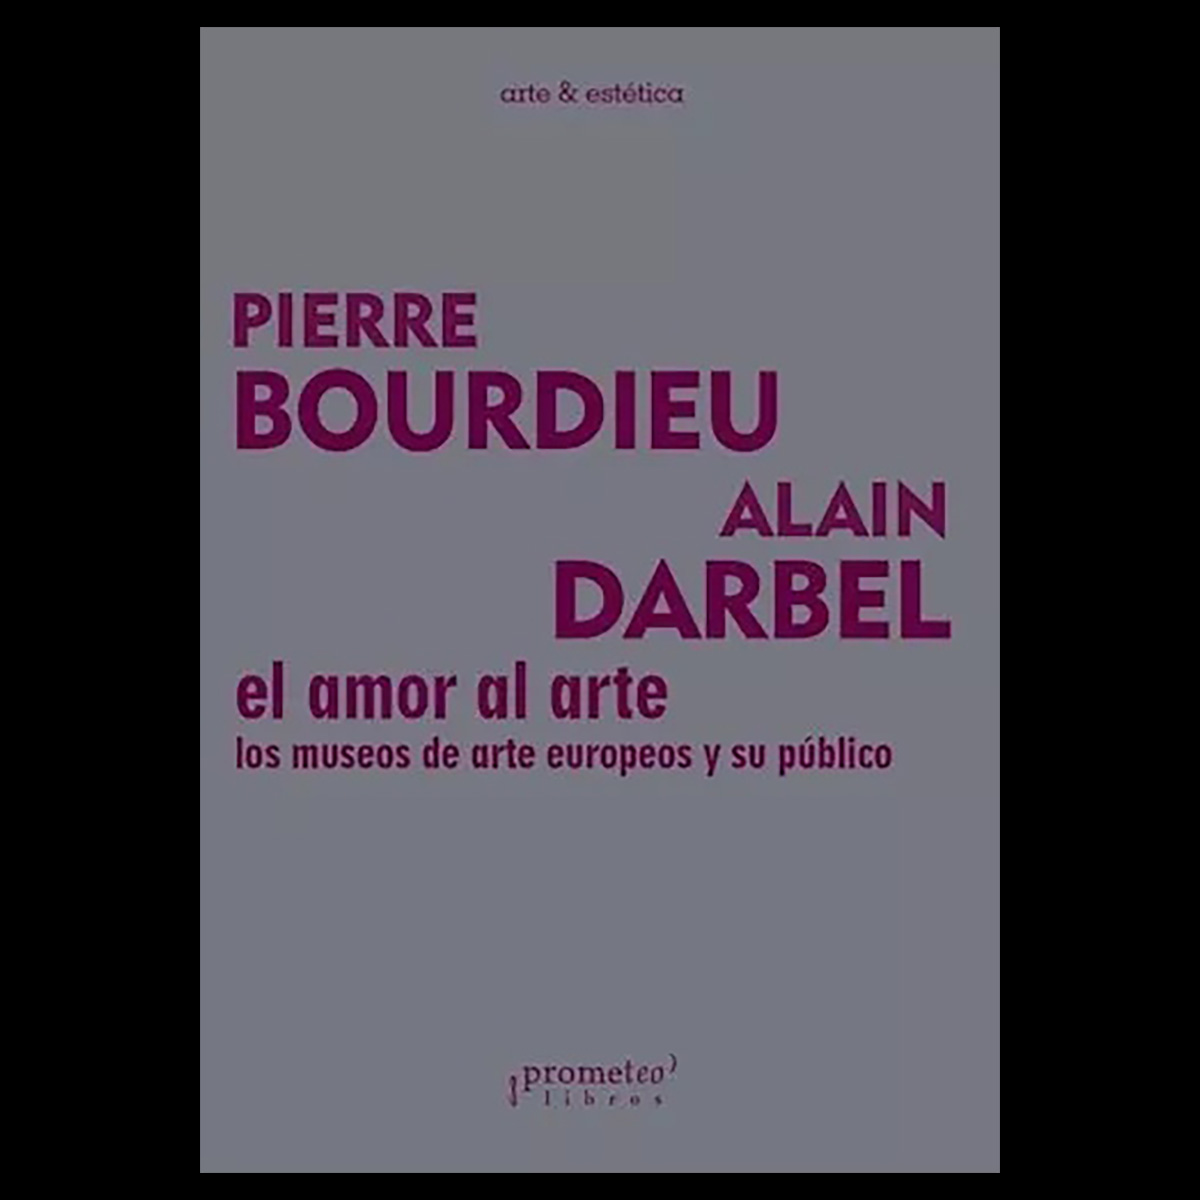 arte & estética
PIERRE
BOURDIEU
ALAIN
DARBEL
el amor al arte
los museos de arte europeos y su público
prometeo
libros